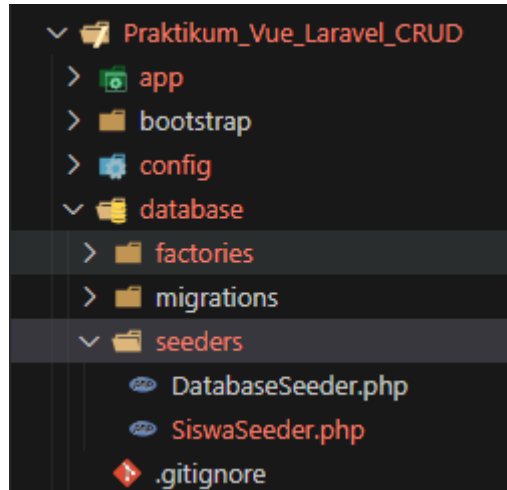 Praktikum_Vue_Laravel_CRUD
app
bootstrap
config
database
factories
migrations
seeders
DatabaseSeeder.php
SiswaSeeder.php
.gitignore